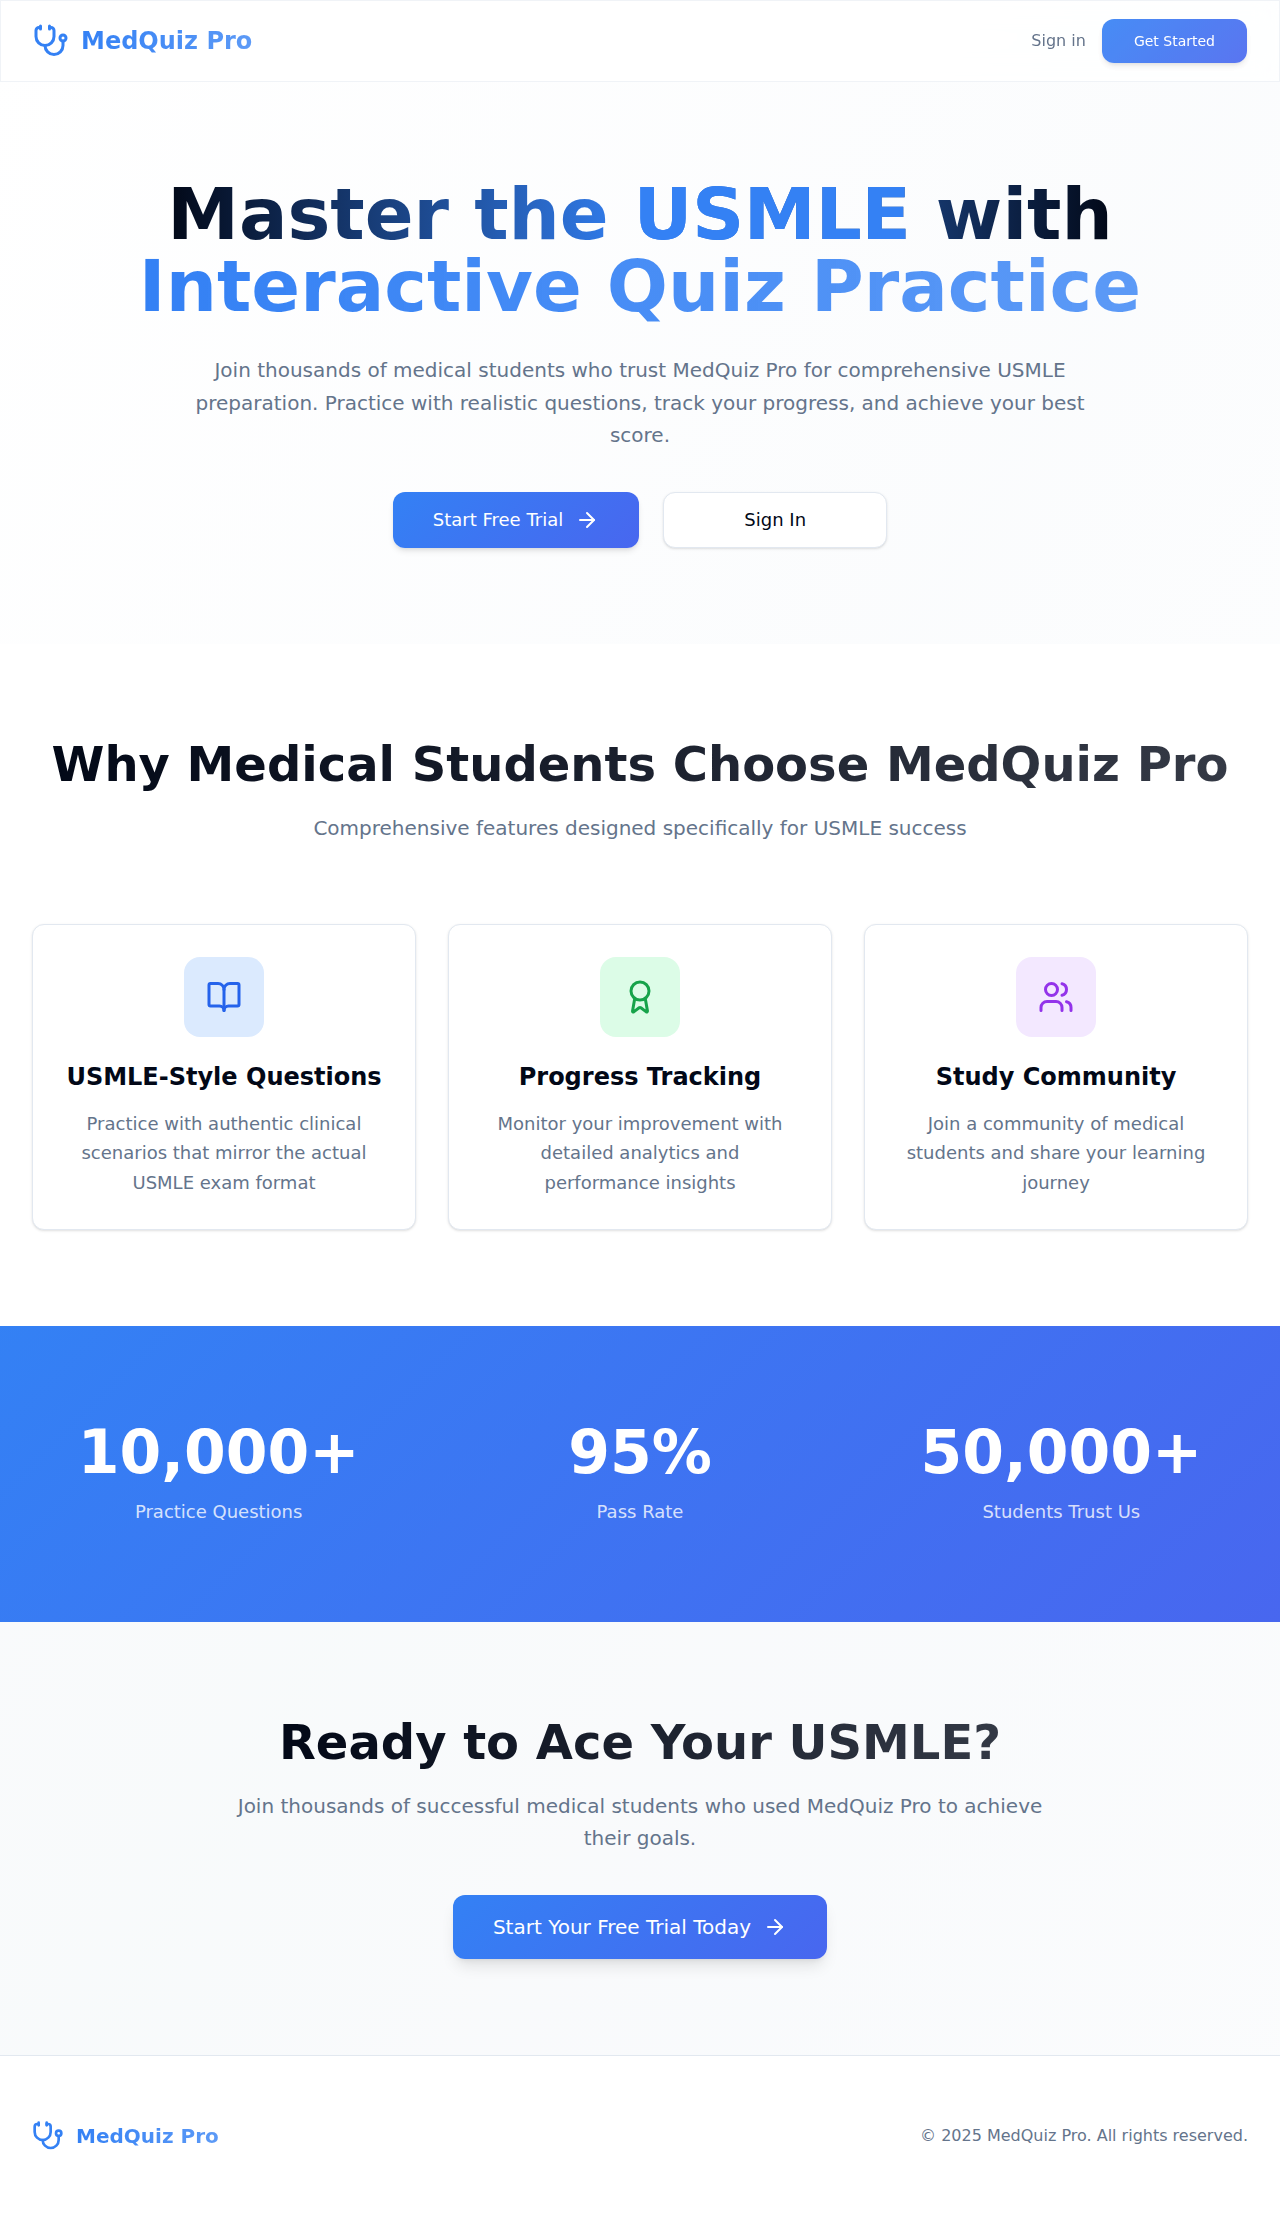 MedQuiz Pro
Sign in
Get Started
Master the USMLE with
Interactive Quiz Practice
Join thousands of medical students who trust MedQuiz Pro for comprehensive USMLE
preparation. Practice with realistic questions, track your progress, and achieve your best
score.
Start Free Trial
Sign In
Why Medical Students Choose MedQuiz Pro
Comprehensive features designed specifically for USMLE success
USMLE-Style Questions
Practice with authentic clinical
scenarios that mirror the actual
USMLE exam format
Progress Tracking
Monitor your improvement with
detailed analytics and
performance insights
Study Community
Join a community of medical
students and share your learning
journey
10,000+
Practice Questions
95%
Pass Rate
50,000+
Students Trust Us
Ready to Ace Your USMLE?
Join thousands of successful medical students who used MedQuiz Pro to achieve
their goals.
Start Your Free Trial Today
MedQuiz Pro
© 2025 MedQuiz Pro. All rights reserved.